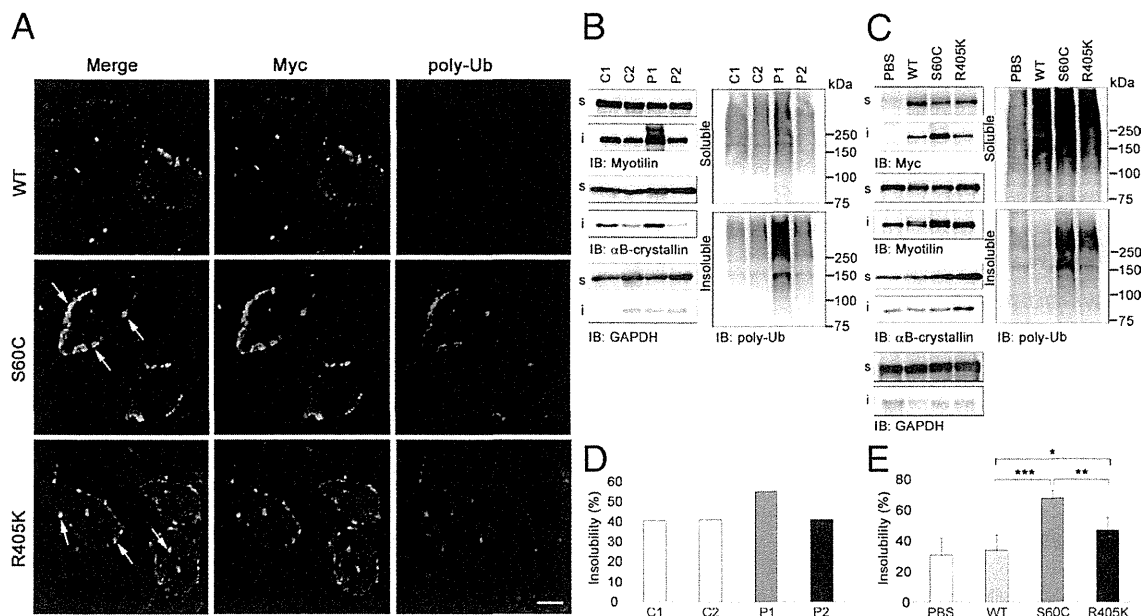 A
Merge Myc poly-Ub
WT
S60C
R405K
B
C1 C2 P1 P2
s
i
IB: Myotilin
s
i
IB: αB-crystallin
s
i
IB: GAPDH
C1 C2 P1 P2
kDa
Soluble
250
150
100
75
Insoluble
250
150
100
75
IB: poly-Ub
C
PBS WT S60C R405K
s
i
IB: Myc
s
i
IB: Myotilin
s
i
IB: αB-crystallin
s
i
IB: GAPDH
PBS WT S60C R405K
kDa
Soluble
250
150
100
75
Insoluble
250
150
100
75
IB: poly-Ub
D
Insolubility (%)
60
50
40
30
20
10
0
C1 C2 P1 P2
E
Insolubility (%)
80
60
40
20
0
*
*** **
PBS WT S60C R405K